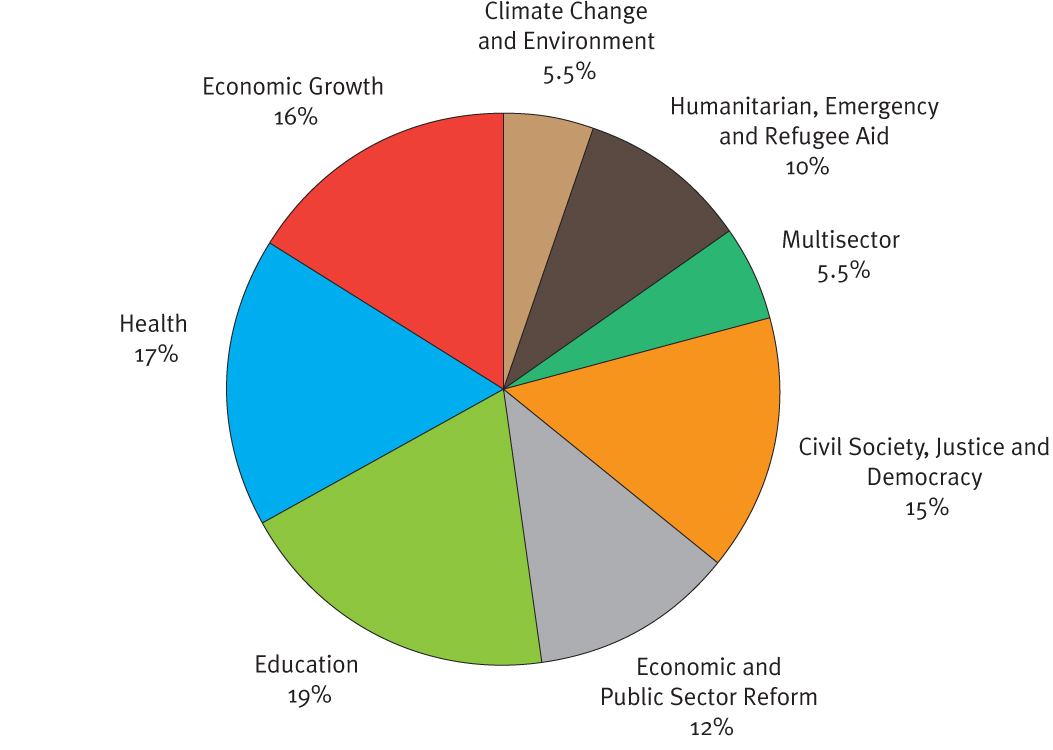 Climate Change
and Environment
5.5%
Economic Growth
16%
Humanitarian, Emergency
and Refugee Aid
10%
Multisector
5.5%
Health
17%
Civil Society, Justice and
Democracy
15%
Education
19%
Economic and
Public Sector Reform
12%